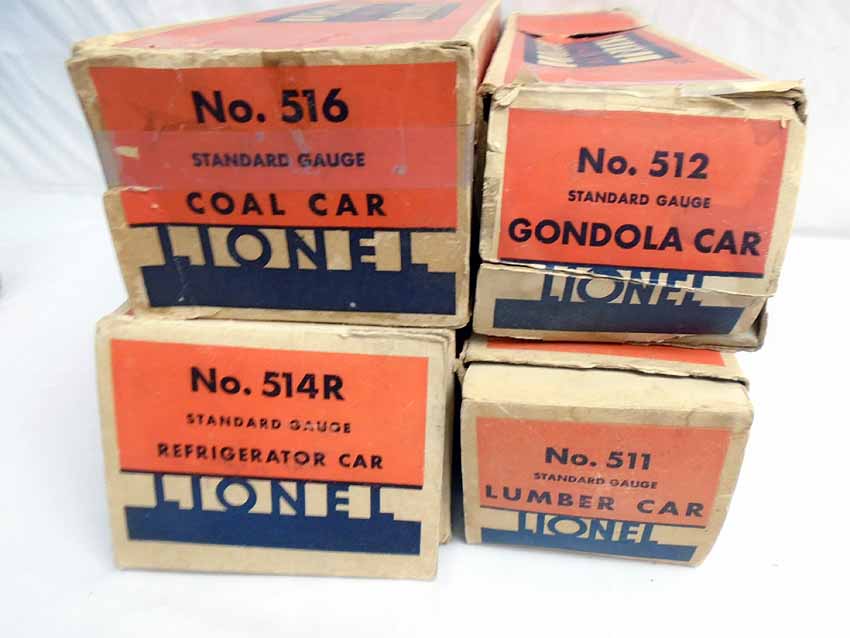 No. 516
STANDARD GAUGE
COAL CAR
LIONEL
No. 512
STANDARD GAUGE
GONDOLA CAR
LIONEL
No. 514R
STANDARD GAUGE
REFRIGERATOR CAR
LIONEL
No. 511
STANDARD GAUGE
LUMBER CAR
LIONEL